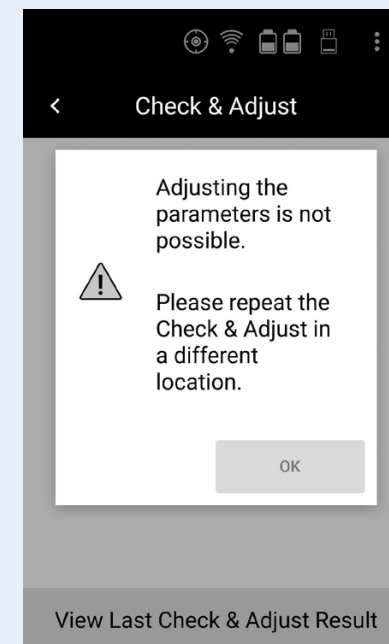 Check & Adjust
Adjusting the
parameters is not
possible.
Please repeat the
Check & Adjust in
a different
location.
OK
View Last Check & Adjust Result